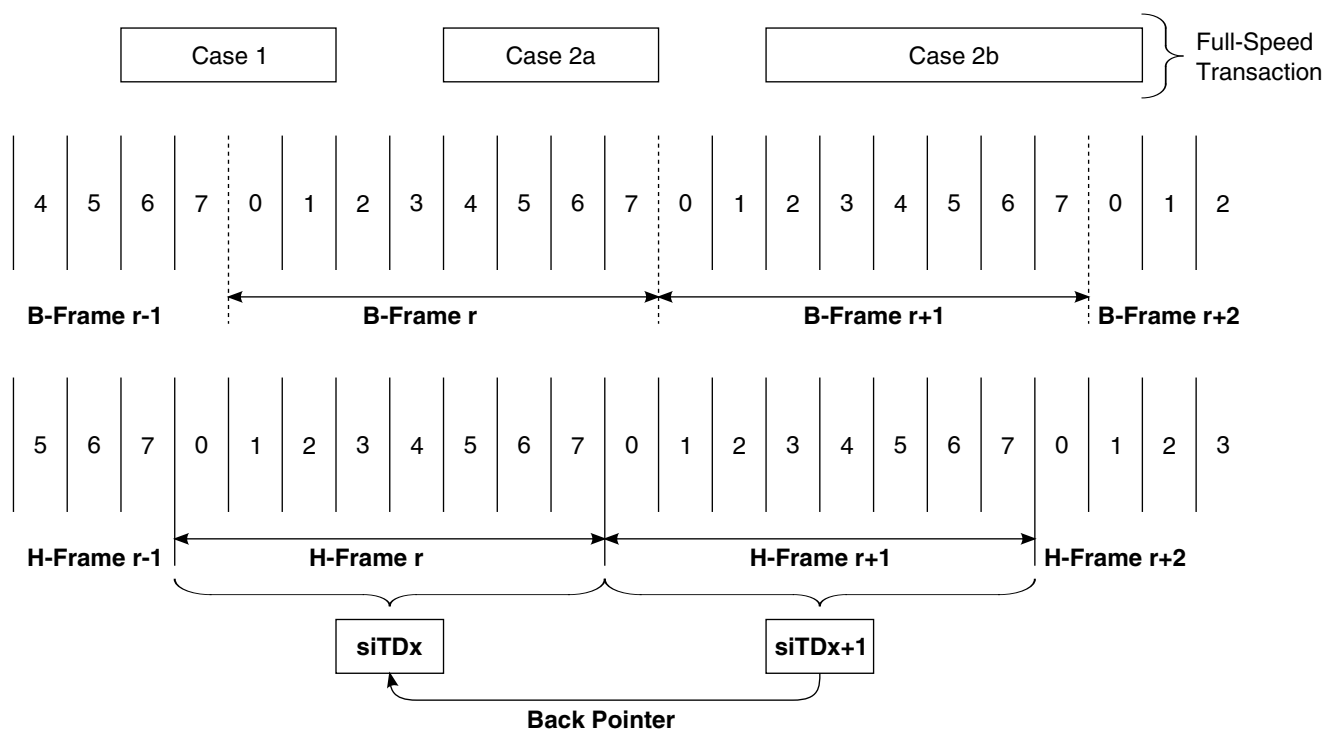 Case 1 Case 2a Case 2b Full-Speed
Transaction
4 5 6 7 0 1 2 3 4 5 6 7 0 1 2 3 4 5 6 7 0 1 2
B-Frame r-1 B-Frame r B-Frame r+1 B-Frame r+2
5 6 7 0 1 2 3 4 5 6 7 0 1 2 3 4 5 6 7 0 1 2 3
H-Frame r-1 H-Frame r H-Frame r+1 H-Frame r+2
siTDx siTDx+1
Back Pointer